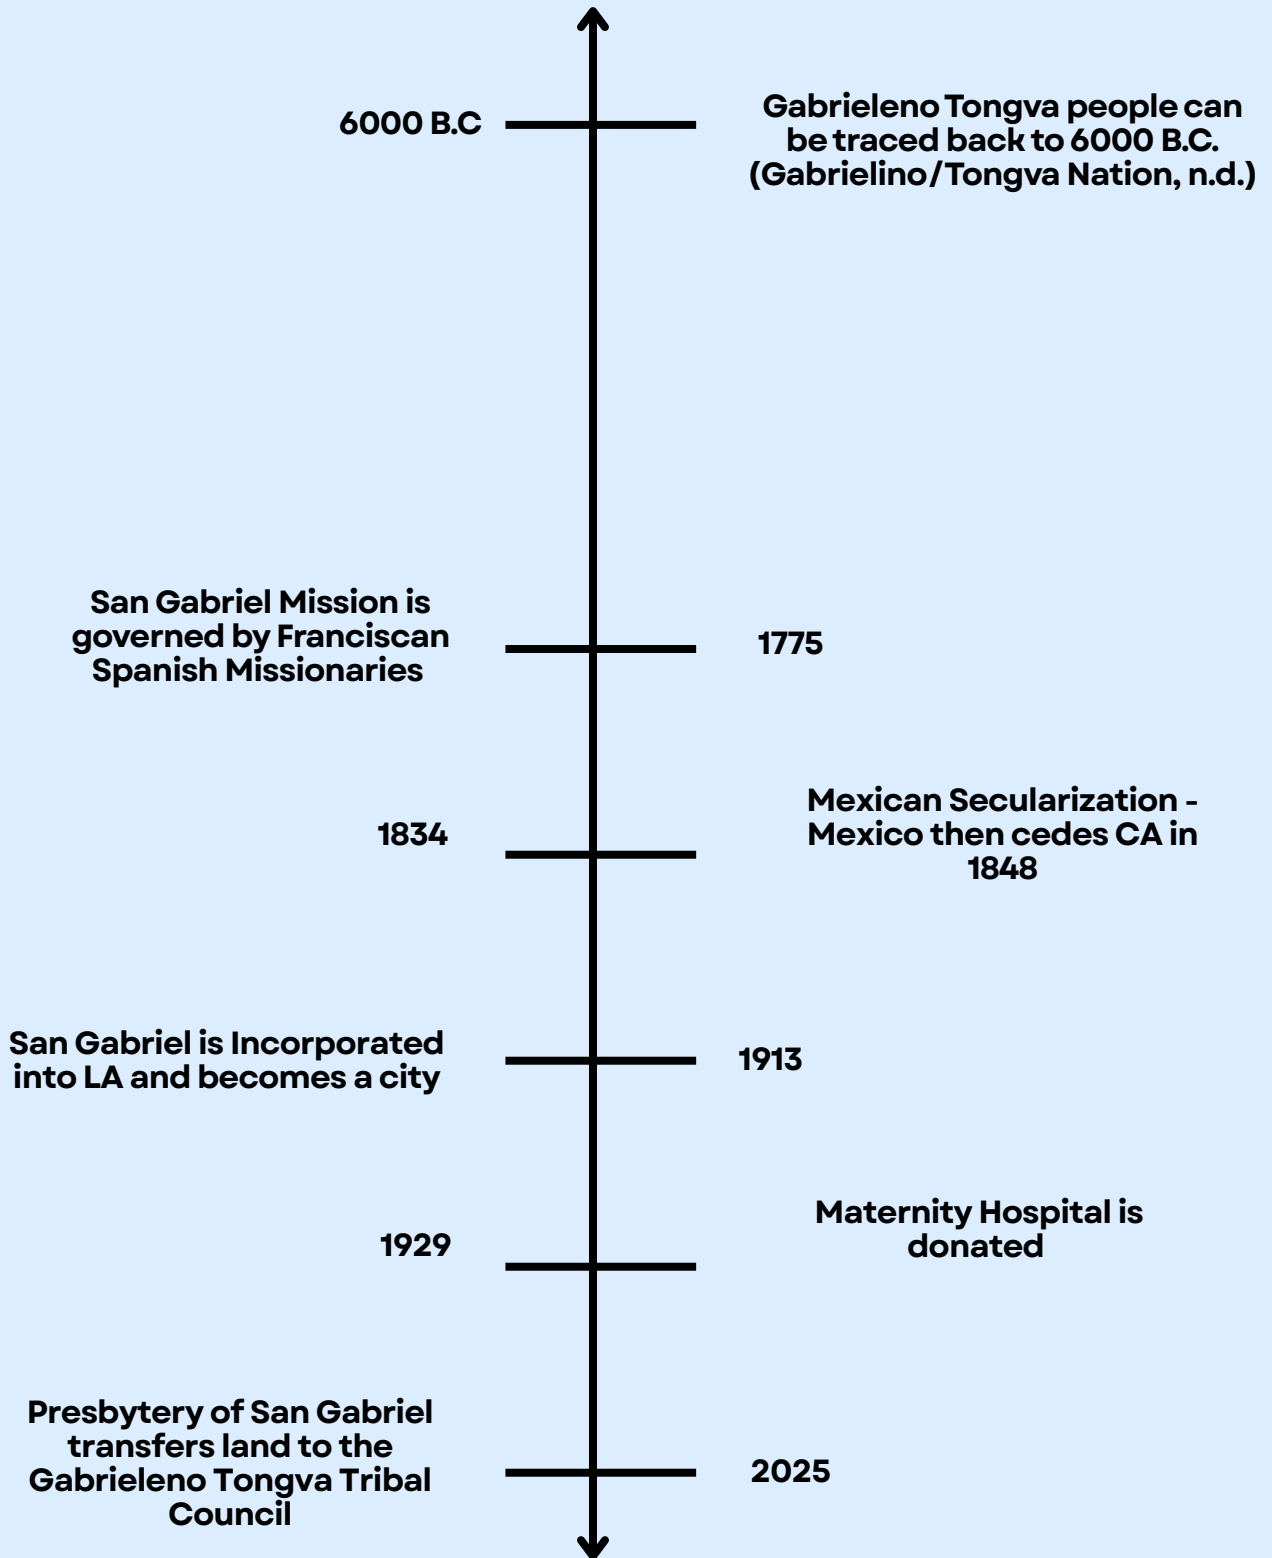 6000 B.C
Gabrieleno Tongva people can
be traced back to 6000 B.C.
(Gabrielino/Tongva Nation, n.d.)
San Gabriel Mission is
governed by Franciscan
Spanish Missionaries
1775
1834
Mexican Secularization -
Mexico then cedes CA in
1848
San Gabriel is Incorporated
into LA and becomes a city
1913
1929
Maternity Hospital is
donated
Presbytery of San Gabriel
transfers land to the
Gabrieleno Tongva Tribal
Council
2025